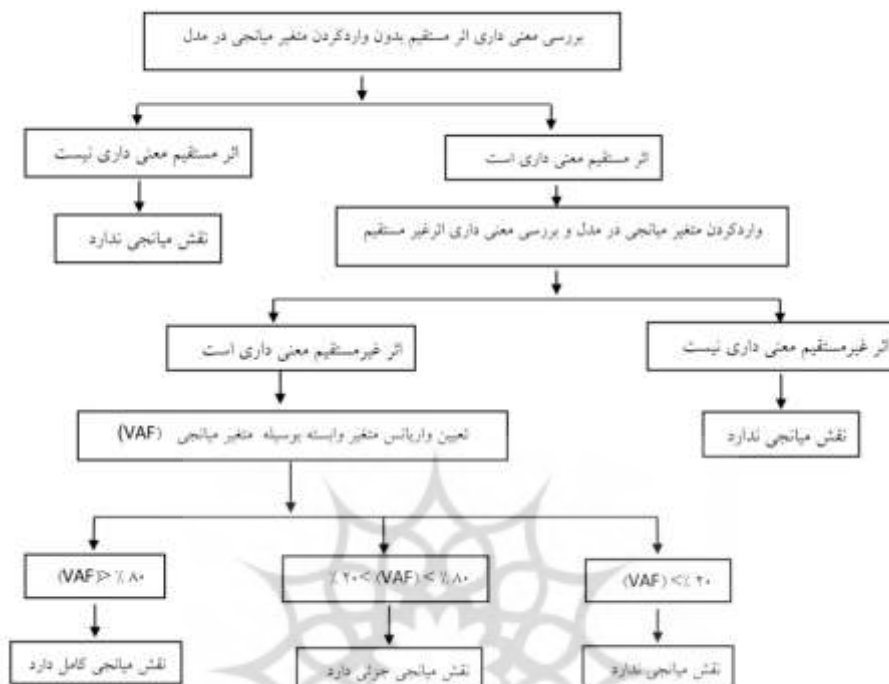 بررسی معنی داری اثر مستقیم بدون واردکردن متغیر میانجی در مدل
اثر مستقیم معنی داری است
اثر مستقیم معنی داری نیست
نقش میانجی ندارد
واردکردن متغیر میانجی در مدل و بررسی معنی داری اثرغیر مستقیم
اثر غیرمستقیم معنی داری نیست
اثر غیرمستقیم معنی داری است
نقش میانجی ندارد
تعیین واریانس متغیر وابسته بوسیله متغیر میانجی (VAF)
(VAF) <٪ ۲۰
٪ ۲۰< (VAF) < ٪ ۸۰
(VAF)> ٪ ۸۰
نقش میانجی ندارد
نقش میانجی جزئی دارد
نقش میانجی کامل دارد